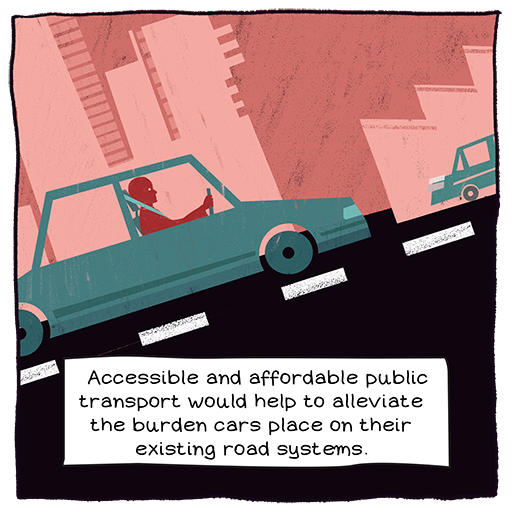 Accessible and affordable public
transport would help to alleviate
the burden cars place on their
existing road systems.